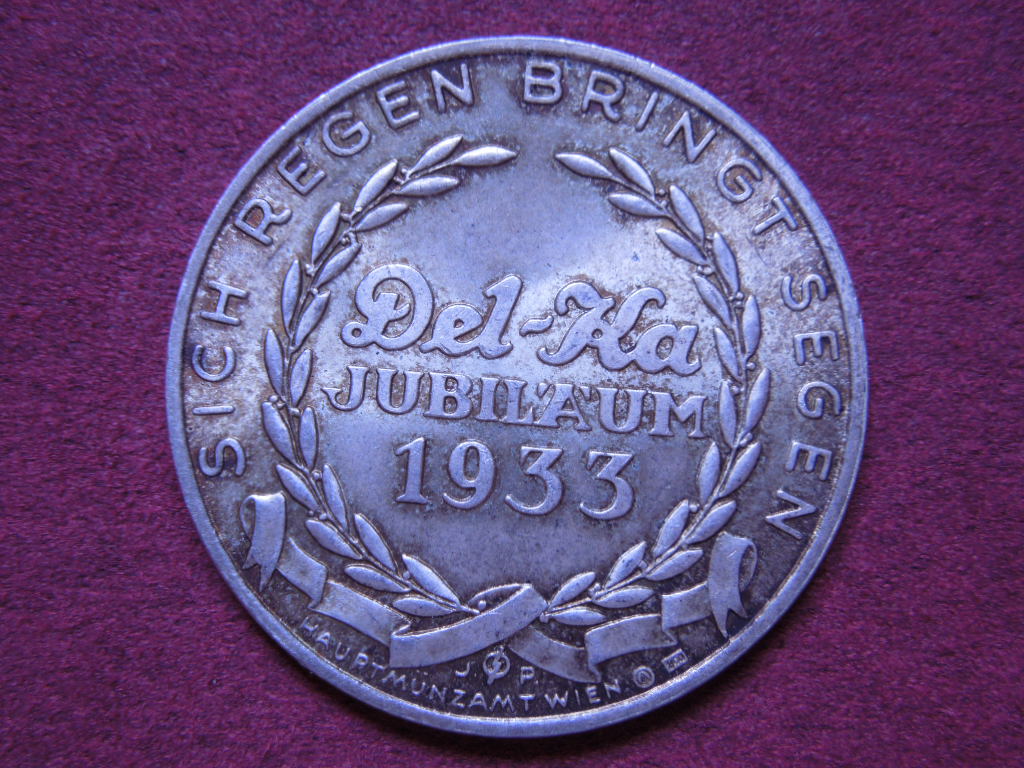 SICH REGEN BRINGT SEGEN
Del-Ka
JUBILÄUM
1933
J P.
HAUPTMÜNZAMT WIEN